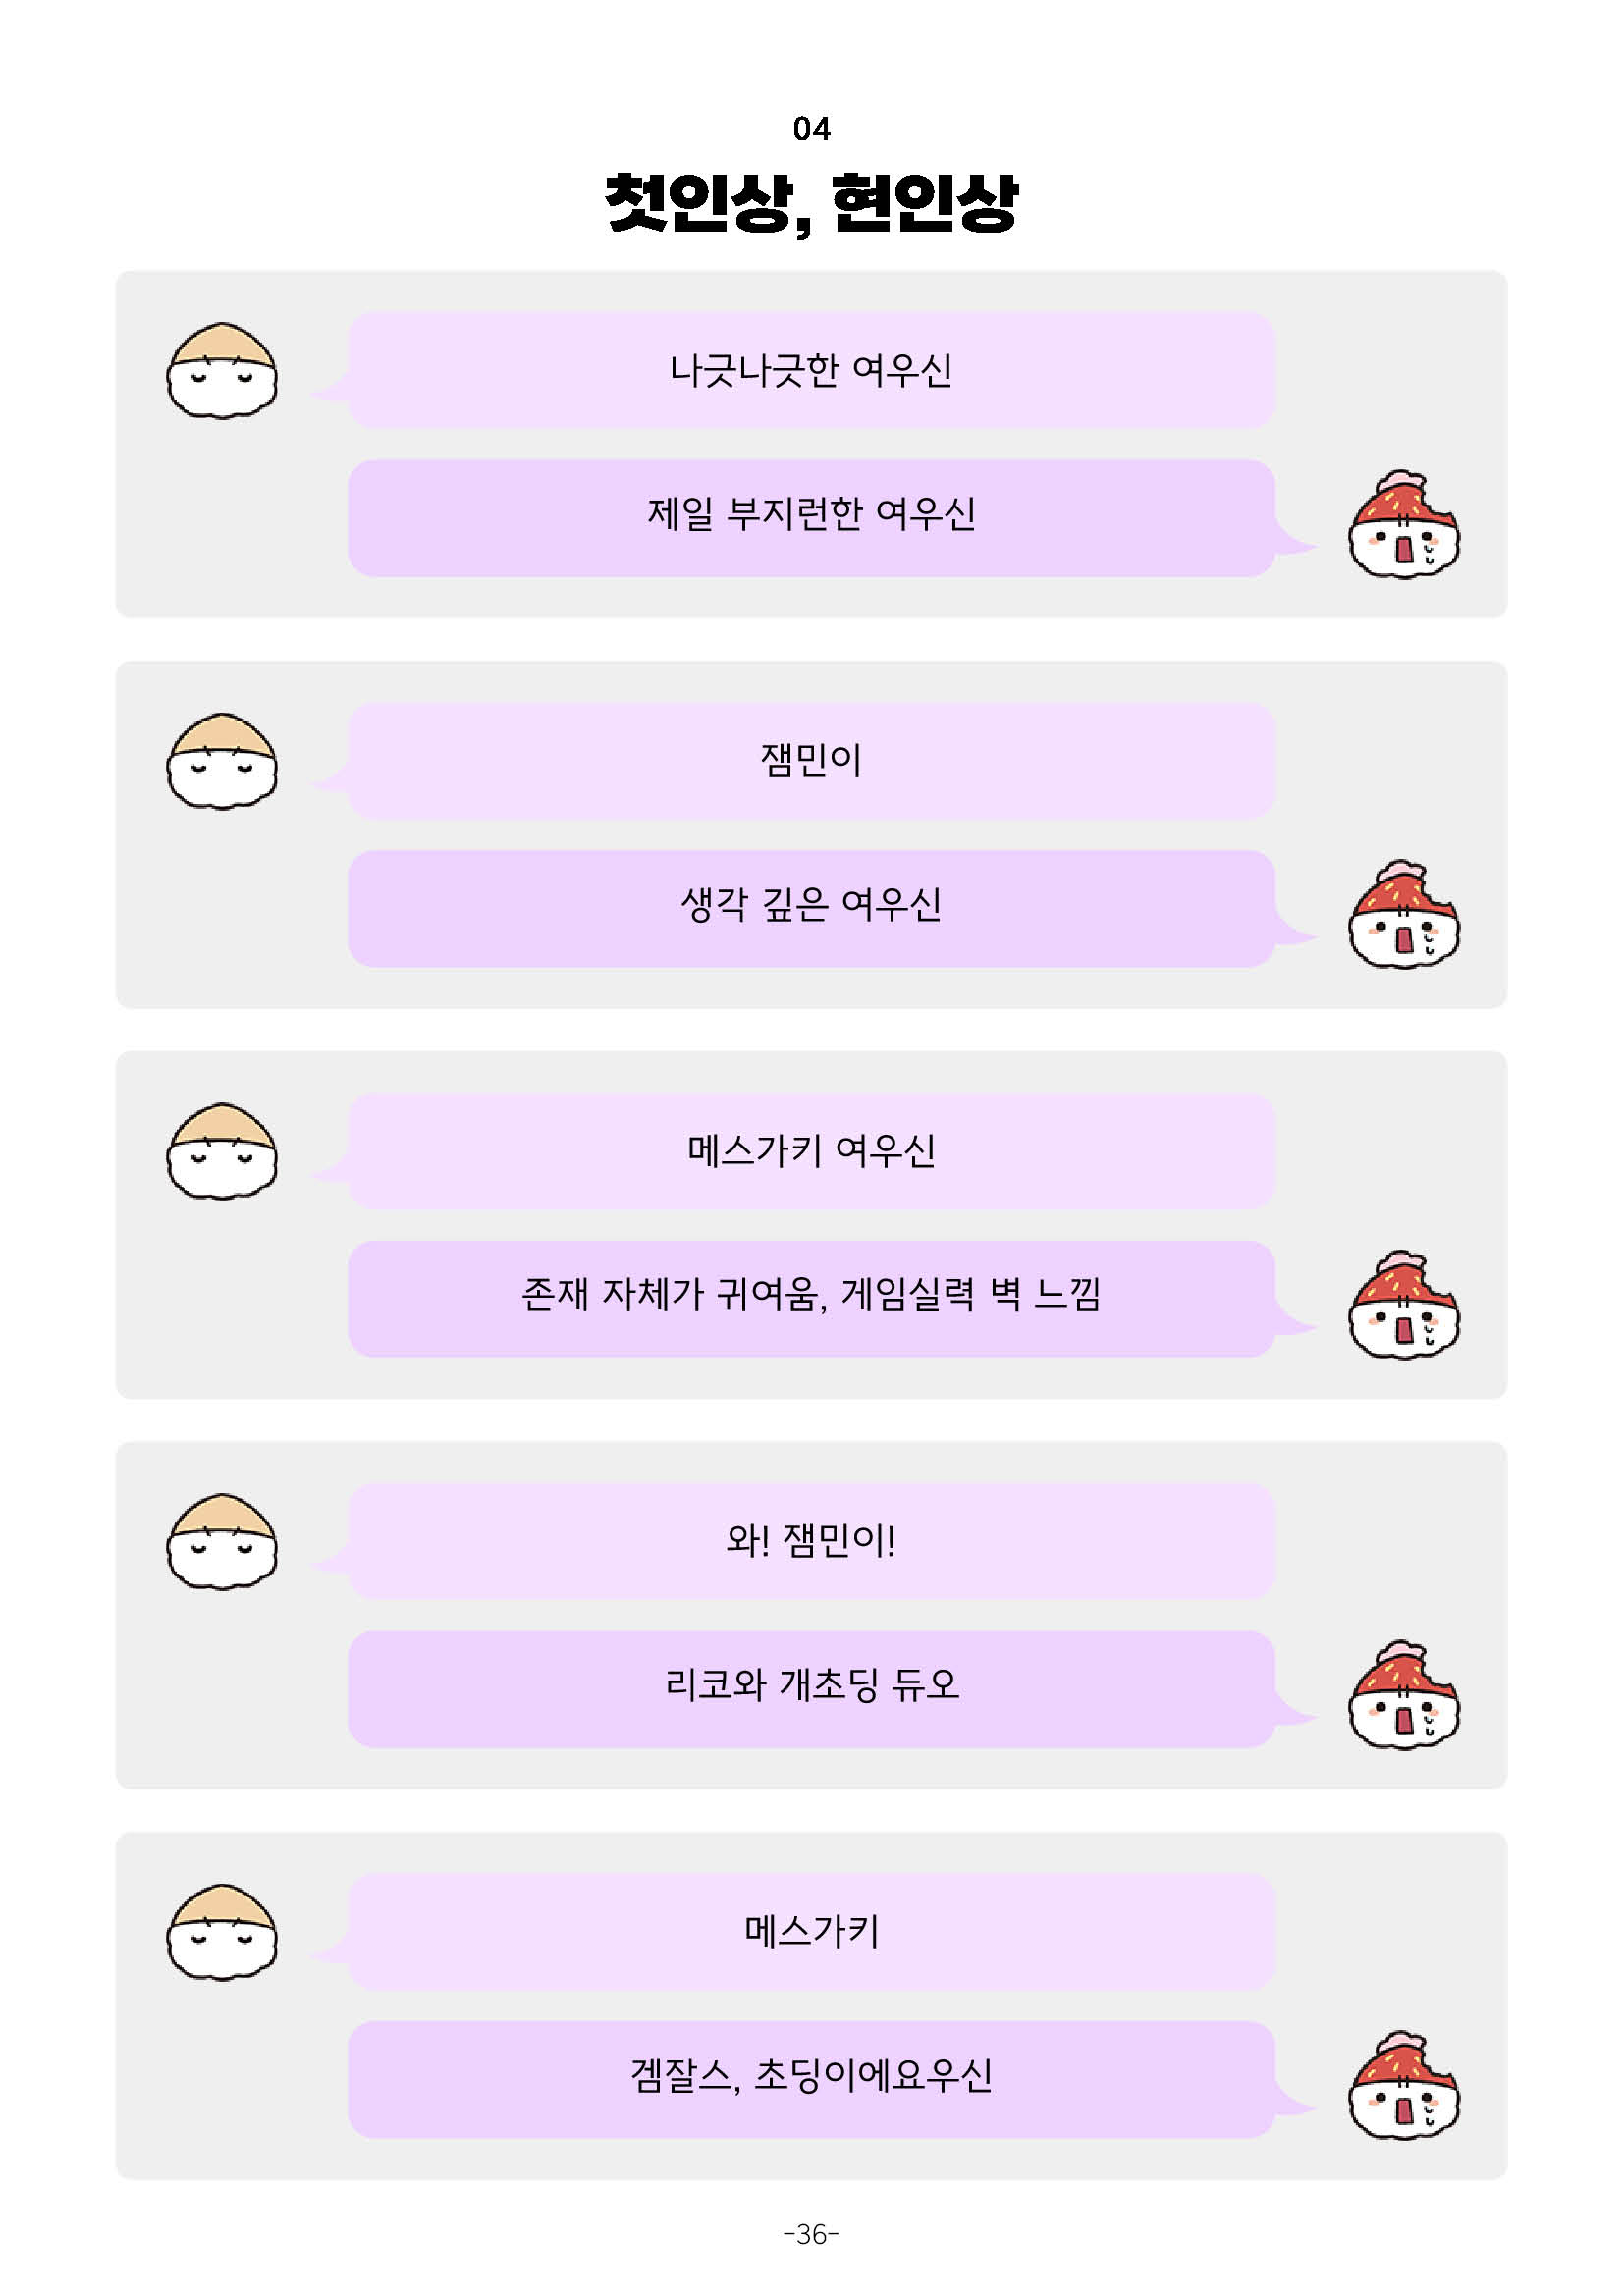 04
첫인상, 현인상
나긋나긋한 여우신
제일 부지런한 여우신
잼민이
생각 깊은 여우신
메스가키 여우신
존재 자체가 귀여움, 게임실력 벽 느낌
와! 잼민이!
리코와 개초딩 듀오
메스가키
겜잘스, 초딩이에요우신
-36-